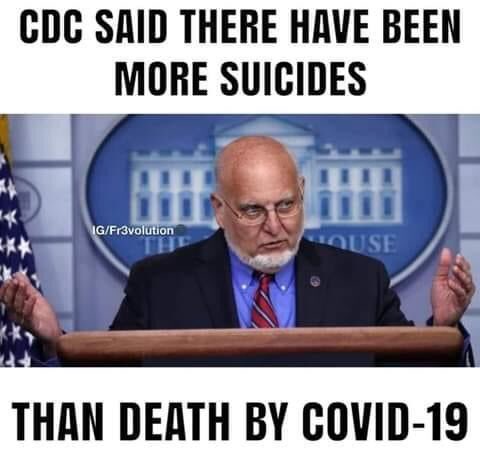 CDC SAID THERE HAVE BEEN
MORE SUICIDES
IG/Fr3volution
THE
HOUSE
THAN DEATH BY COVID-19